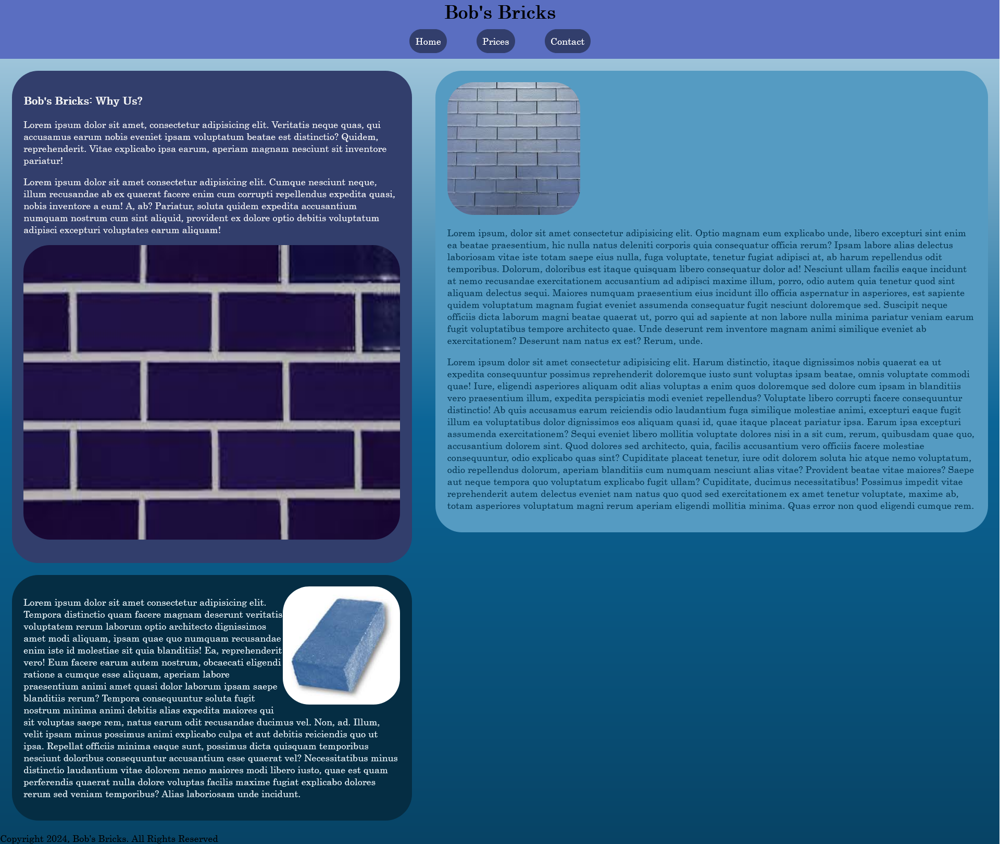 Bob's Bricks
Home
Prices
Contact
Bob's Bricks: Why Us?
Lorem ipsum dolor sit amet, consectetur adipisicing elit. Veritatis neque quas, qui
accusamus earum nobis eveniet ipsam voluptatum beatae est distinctio? Quidem,
reprehenderit. Vitae explicabo ipsa earum, aperiam magnam nesciunt sit inventore
pariatur!
Lorem ipsum dolor sit amet consectetur adipisicing elit. Cumque nesciunt neque,
illum recusandae ab ex quaerat facere enim cum corrupti repellendus expedita quasi,
nobis inventore a eum! A, ab? Pariatur, soluta quidem expedita accusantium
numquam nostrum cum sint aliquid, provident ex dolore optio debitis voluptatum
adipisci excepturi voluptates earum aliquam!
Lorem ipsum, dolor sit amet consectetur adipisicing elit. Optio magnam eum explicabo unde, libero excepturi sint enim
ea beatae praesentium, hic nulla natus deleniti corporis quia consequatur officia rerum? Ipsam labore alias delectus
laboriosam vitae iste totam saepe eius nulla, fuga voluptate, tenetur fugiat adipisci at, ab harum repellendus odit
temporibus. Dolorum, doloribus est itaque quisquam libero consequatur dolor ad! Nesciunt ullam facilis eaque incidunt
at nemo recusandae exercitationem accusantium ad adipisci maxime illum, porro, odio autem quia tenetur quod sint
aliquam delectus sequi. Maiores numquam praesentium eius incidunt illo officia aspernatur in asperiores, est sapiente
quidem voluptatum magnam fugiat eveniet assumenda consequatur fugit nesciunt doloremque sed. Suscipit neque
officiis dicta laborum magni beatae quaerat ut, porro qui ad sapiente at non labore nulla minima pariatur veniam earum
fugit voluptatibus tempore architecto quae. Unde deserunt rem inventore magnam animi similique eveniet ab
exercitationem? Deserunt nam natus ex est? Rerum, unde.
Lorem ipsum dolor sit amet consectetur adipisicing elit. Harum distinctio, itaque dignissimos nobis quaerat ea ut
expedita consequuntur possimus reprehenderit doloremque iusto sunt voluptas ipsam beatae, omnis voluptate commodi
quae! Iure, eligendi asperiores aliquam odit alias voluptas a enim quos doloremque sed dolore cum ipsam in blanditiis
vero praesentium illum, expedita perspiciatis modi eveniet repellendus? Voluptate libero corrupti facere consequuntur
distinctio! Ab quis accusamus earum reiciendis odio laudantium fuga similique molestiae animi, excepturi eaque fugit
illum ea voluptatibus dolor dignissimos eos aliquam quasi id, quae itaque placeat pariatur ipsa. Earum ipsa excepturi
assumenda exercitationem? Sequi eveniet libero mollitia voluptate dolores nisi in a sit cum, rerum, quibusdam quae quo,
accusantium dolorem sint. Quod dolores sed architecto, quia, facilis accusantium vero officiis facere molestiae
consequuntur, odio explicabo quas sint? Cupiditate placeat tenetur, iure odit dolorem soluta hic atque nemo voluptatum,
odio repellendus dolorum, aperiam blanditiis cum numquam nesciunt alias vitae? Provident beatae vitae maiores? Saepe
aut neque tempora quo voluptatum explicabo fugit ullam? Cupiditate, ducimus necessitatibus! Possimus impedit vitae
reprehenderit autem delectus eveniet nam natus quo quod sed exercitationem ex amet tenetur voluptate, maxime ab,
totam asperiores voluptatum magni rerum aperiam eligendi mollitia minima. Quas error non quod eligendi cumque rem.
Lorem ipsum dolor sit amet consectetur adipisicing elit.
Tempora distinctio quam facere magnam deserunt veritatis
voluptatem rerum laborum optio architecto dignissimos
amet modi aliquam, ipsam quae quo numquam recusandae
enim iste id molestiae sit quia blanditiis! Ea, reprehenderit
vero! Eum facere earum autem nostrum, obcaecati eligendi
ratione a cumque esse aliquam, aperiam labore
praesentium animi amet quasi dolor laborum ipsam saepe
blanditiis rerum? Tempora consequuntur soluta fugit
nostrum minima animi debitis alias expedita maiores qui
sit voluptas saepe rem, natus earum odit recusandae ducimus vel. Non, ad. Illum,
velit ipsam minus possimus animi explicabo culpa et aut debitis reiciendis quo ut
ipsa. Repellat officiis minima eaque sunt, possimus dicta quisquam temporibus
nesciunt doloribus consequuntur accusantium esse quaerat vel? Necessitatibus minus
distinctio laudantium vitae dolorem nemo maiores modi libero iusto, quae est quam
perferendis quaerat nulla dolore voluptas facilis maxime fugiat explicabo dolores
rerum sed veniam temporibus? Alias laboriosam unde incidunt.
Copyright 2024, Bob's Bricks. All Rights Reserved